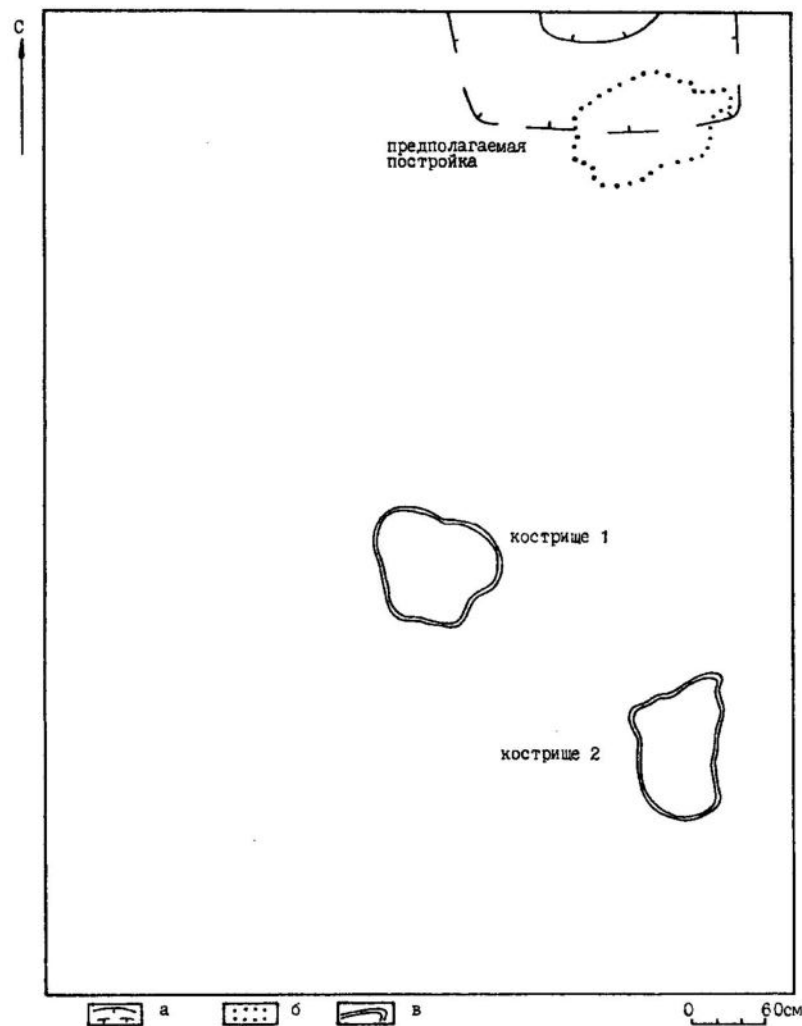 С
предполагаемая
постройка
кострище 1
кострище 2
а б в 0 60см